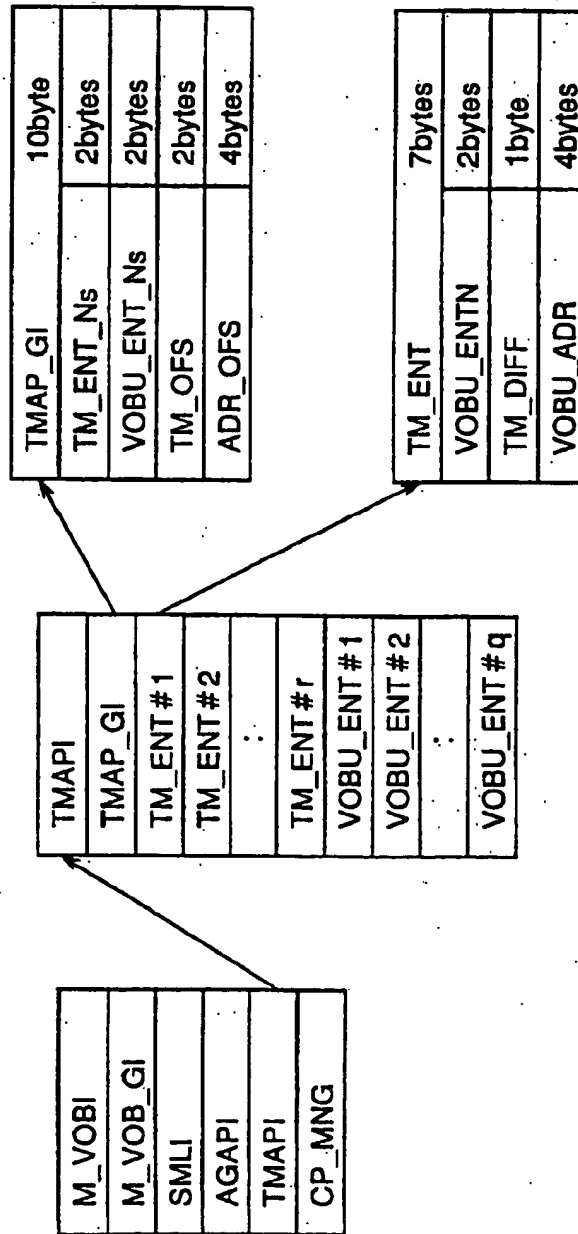 M_VOBI
M_VOB_GI
SMLI
AGAPI
TMAPI
CP_MNG
TMAPI
TMAP_GI
TM_ENT#1
TM_ENT#2
:
TM_ENT#r
VOBU_ENT#1
VOBU_ENT#2
:
VOBU_ENT#q
TMAP_GI 10byte
TM_ENT_Ns 2bytes
VOBU_ENT_Ns 2bytes
TM_OFS 2bytes
ADR_OFS 4bytes
TM_ENT 7bytes
VOBU_ENTN 2bytes
TM_DIFF 1byte
VOBU_ADR 4bytes